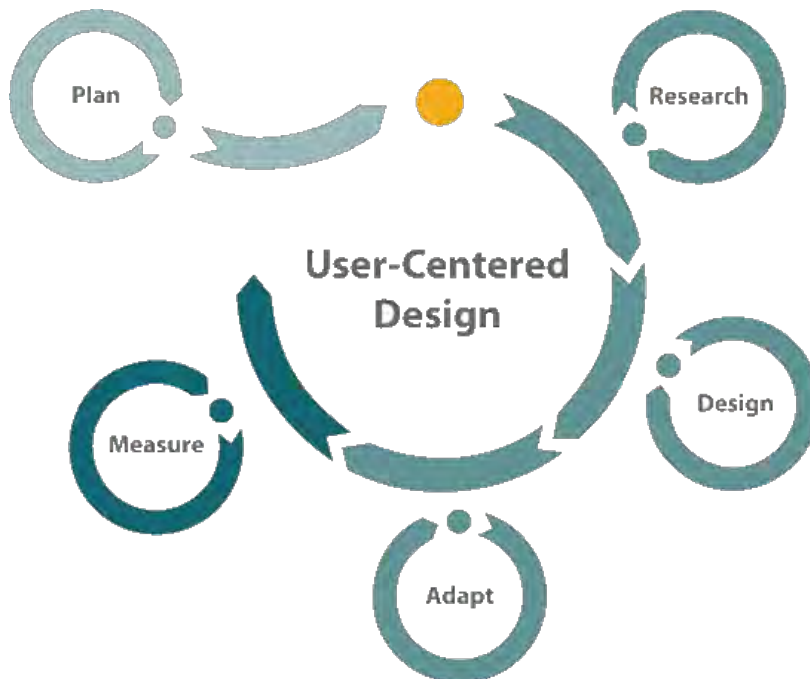 Plan
Research
User-Centered
Design
Design
Measure
Adapt